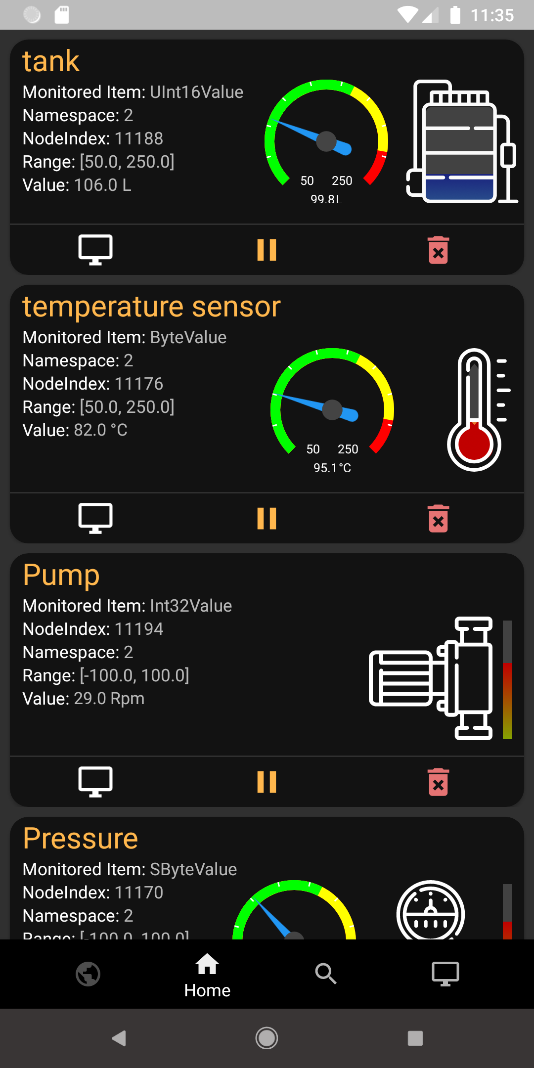 11:35
tank
Monitored Item: UInt16Value
Namespace: 2
NodeIndex: 11188
Range: [50.0, 250.0]
Value: 106.0 L
50 250
99.8L
temperature sensor
Monitored Item: ByteValue
Namespace: 2
NodeIndex: 11176
Range: [50.0, 250.0]
Value: 82.0 °C
50 250
95.1°C
Pump
Monitored Item: Int32Value
NodeIndex: 11194
Namespace: 2
Range: [-100.0, 100.0]
Value: 29.0 Rpm
Pressure
Monitored Item: SByteValue
NodeIndex: 11170
Namespace: 2
Range: [-100.0, 100.0]
Home